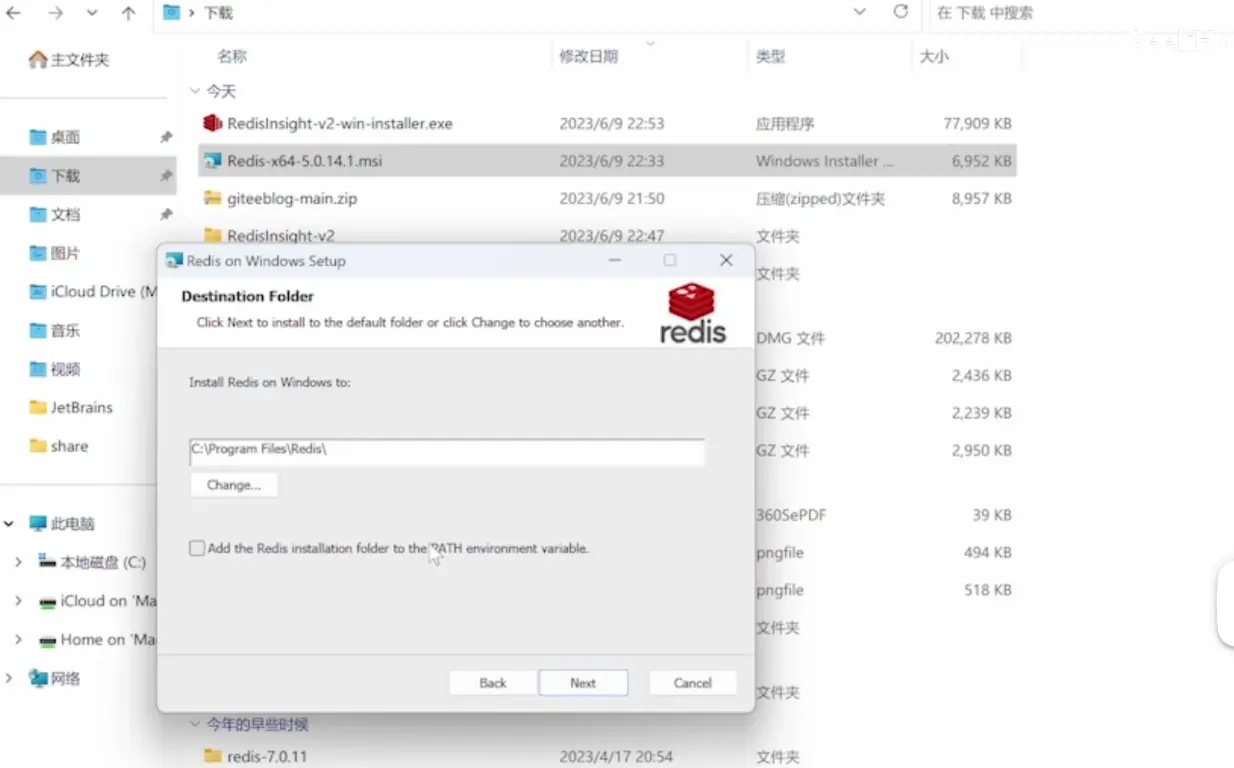 下载
在 下载 中搜索
主文件夹
名称 修改日期 类型 大小
今天
RedisInsight-v2-win-installer.exe 2023/6/9 22:53 应用程序 77,909 KB
桌面
Redis-x64-5.0.14.1.msi 2023/6/9 22:33 Windows Installer ... 6,952 KB
下载
giteeblog-main.zip 2023/6/9 21:50 压缩(zipped)文件夹 8,957 KB
文档
RedisInsight-v2 2023/6/9 22:47 文件夹
图片
Redis on Windows Setup
文件夹
iCloud Drive (M
Destination Folder
Click Next to install to the default folder or click Change to choose another.
redis
音乐
DMG 文件 202,278 KB
视频
GZ 文件 2,436 KB
Install Redis on Windows to:
JetBrains
GZ 文件 2,239 KB
share
C:\Program Files\Redis\
GZ 文件 2,950 KB
Change...
此电脑
360SePDF 39 KB
Add the Redis installation folder to the PATH environment variable.
pngfile 494 KB
本地磁盘 (C:)
pngfile 518 KB
iCloud on 'Ma
文件夹
Home on 'Ma
网络
Back Next Cancel
文件夹
今年的早些时候
redis-7.0.11 2023/4/17 20:54 文件夹